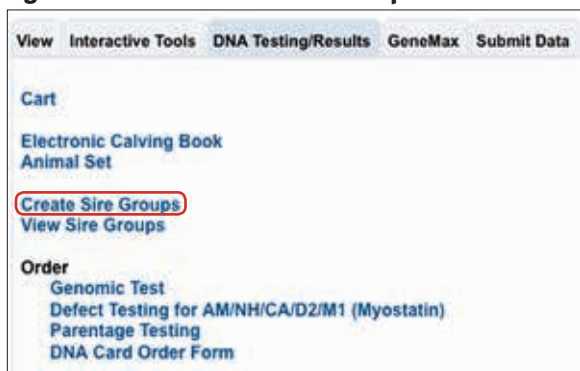 View Interactive Tools DNA Testing/Results GeneMax Submit Data
Cart
Electronic Calving Book
Animal Set
Create Sire Groups
View Sire Groups
Order
Genomic Test
Defect Testing for AM/NH/CA/D2/M1 (Myostatin)
Parentage Testing
DNA Card Order Form